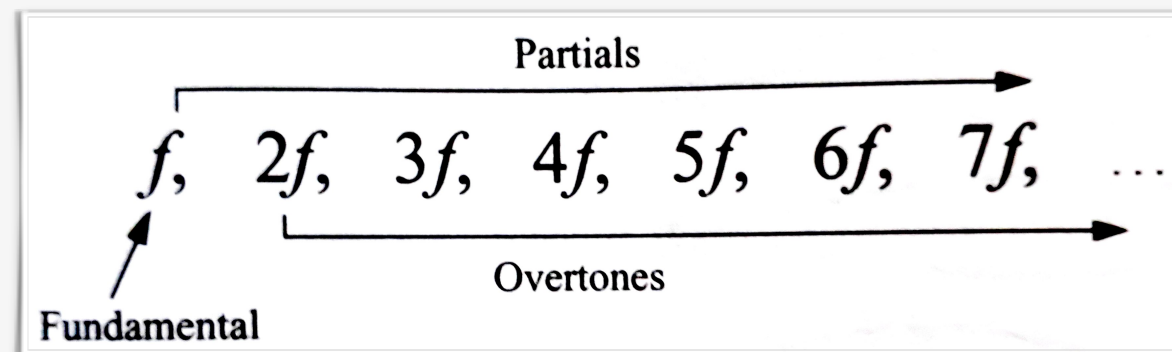 Partials
f, 2f, 3f, 4f, 5f, 6f, 7f, ...
Overtones
Fundamental